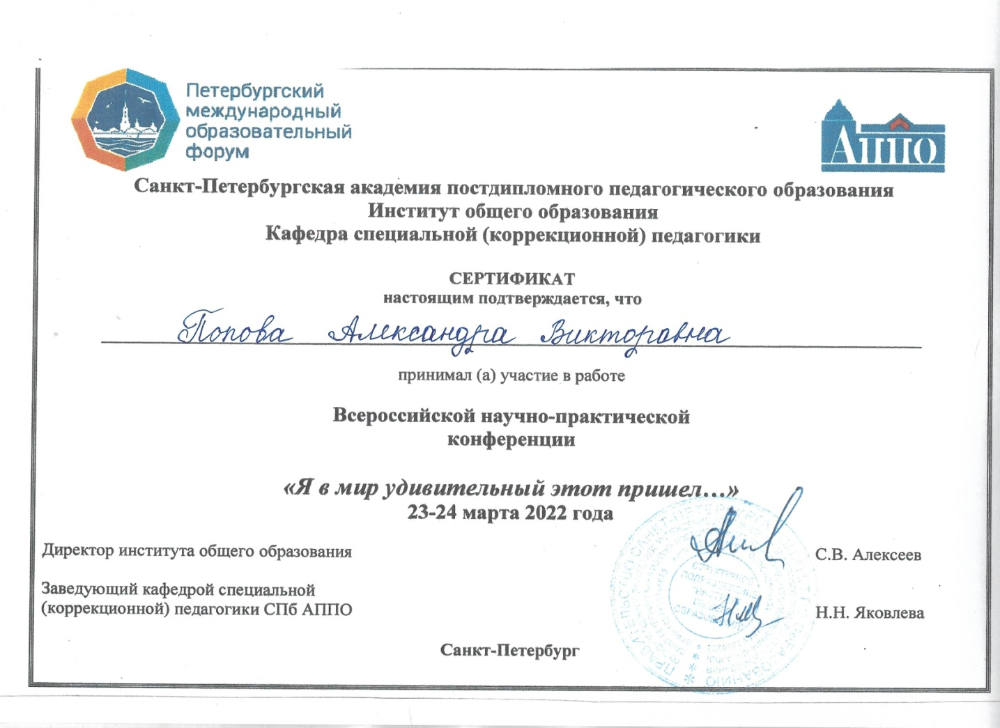 Петербургский
международный
образовательный
форум
АППО
Санкт-Петербургская академия постдипломного педагогического образования
Институт общего образования
Кафедра специальной (коррекционной) педагогики
СЕРТИФИКАТ
настоящим подтверждается, что
Попова Александра Викторовна
принимал (а) участие в работе
Всероссийской научно-практической
конференции
«Я в мир удивительный этот пришел…»
23-24 марта 2022 года
Директор института общего образования
С.В. Алексеев
Заведующий кафедрой специальной
(коррекционной) педагогики СПб АППО
Н.Н. Яковлева
Санкт-Петербург